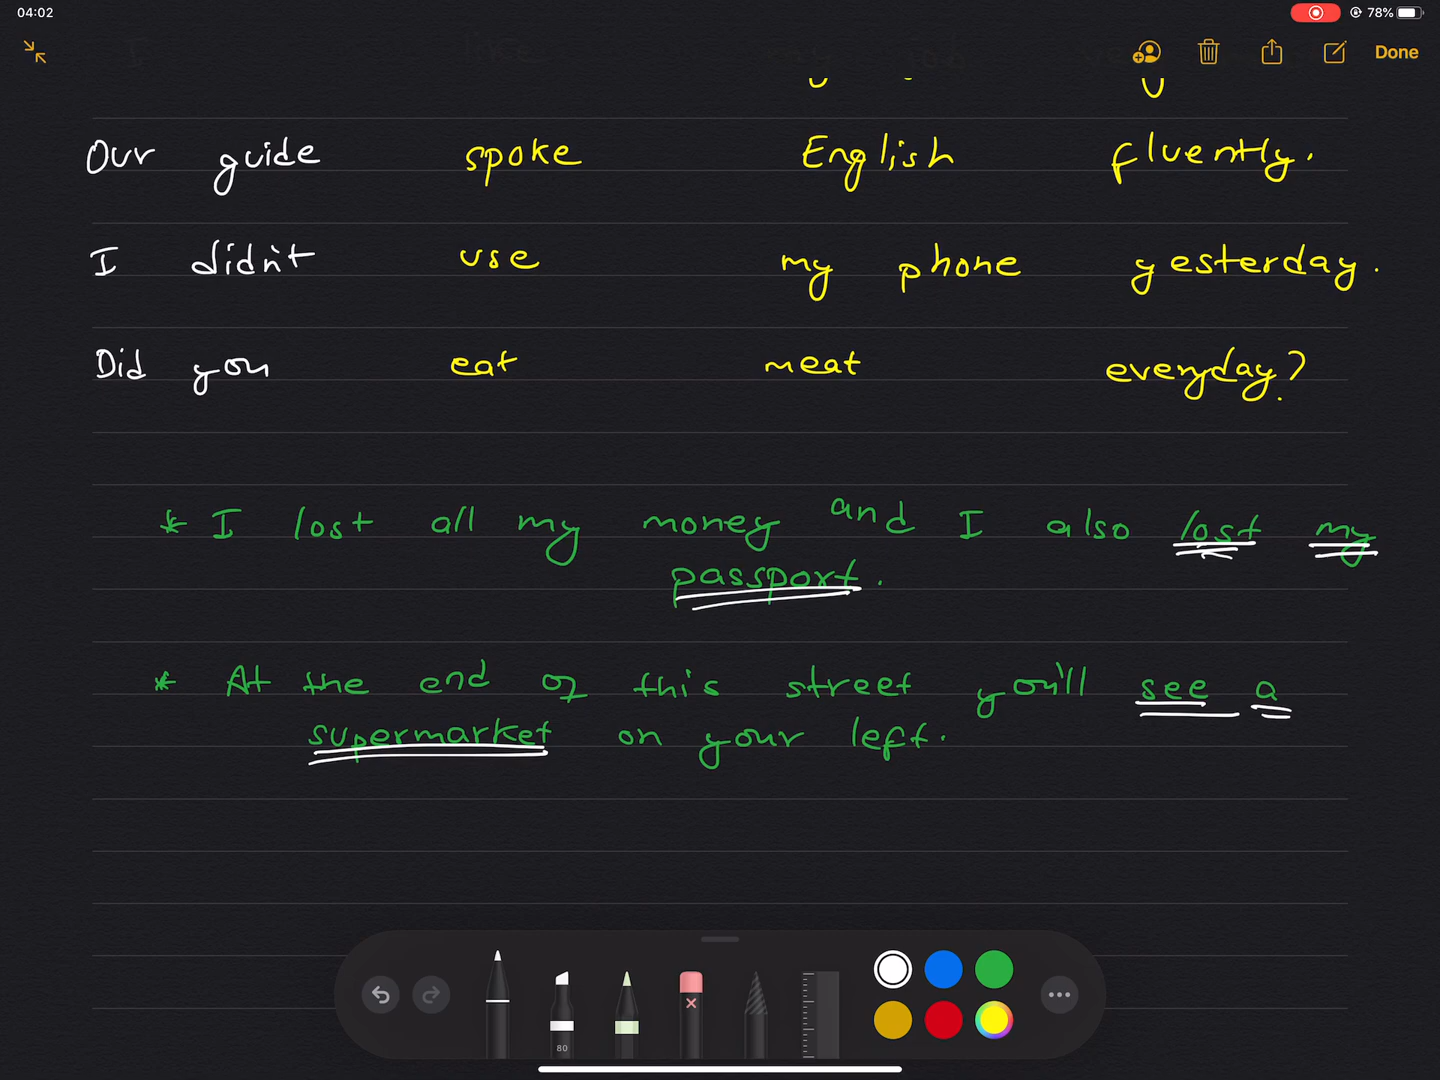 04:02
78%
Done
Our guide spoke English fluently.
I didn't use my phone yesterday.
Did you eat meat everyday?
* I lost all my money and I also lost my
passport.
* At the end of this street you'll see a
supermarket on your left.
80